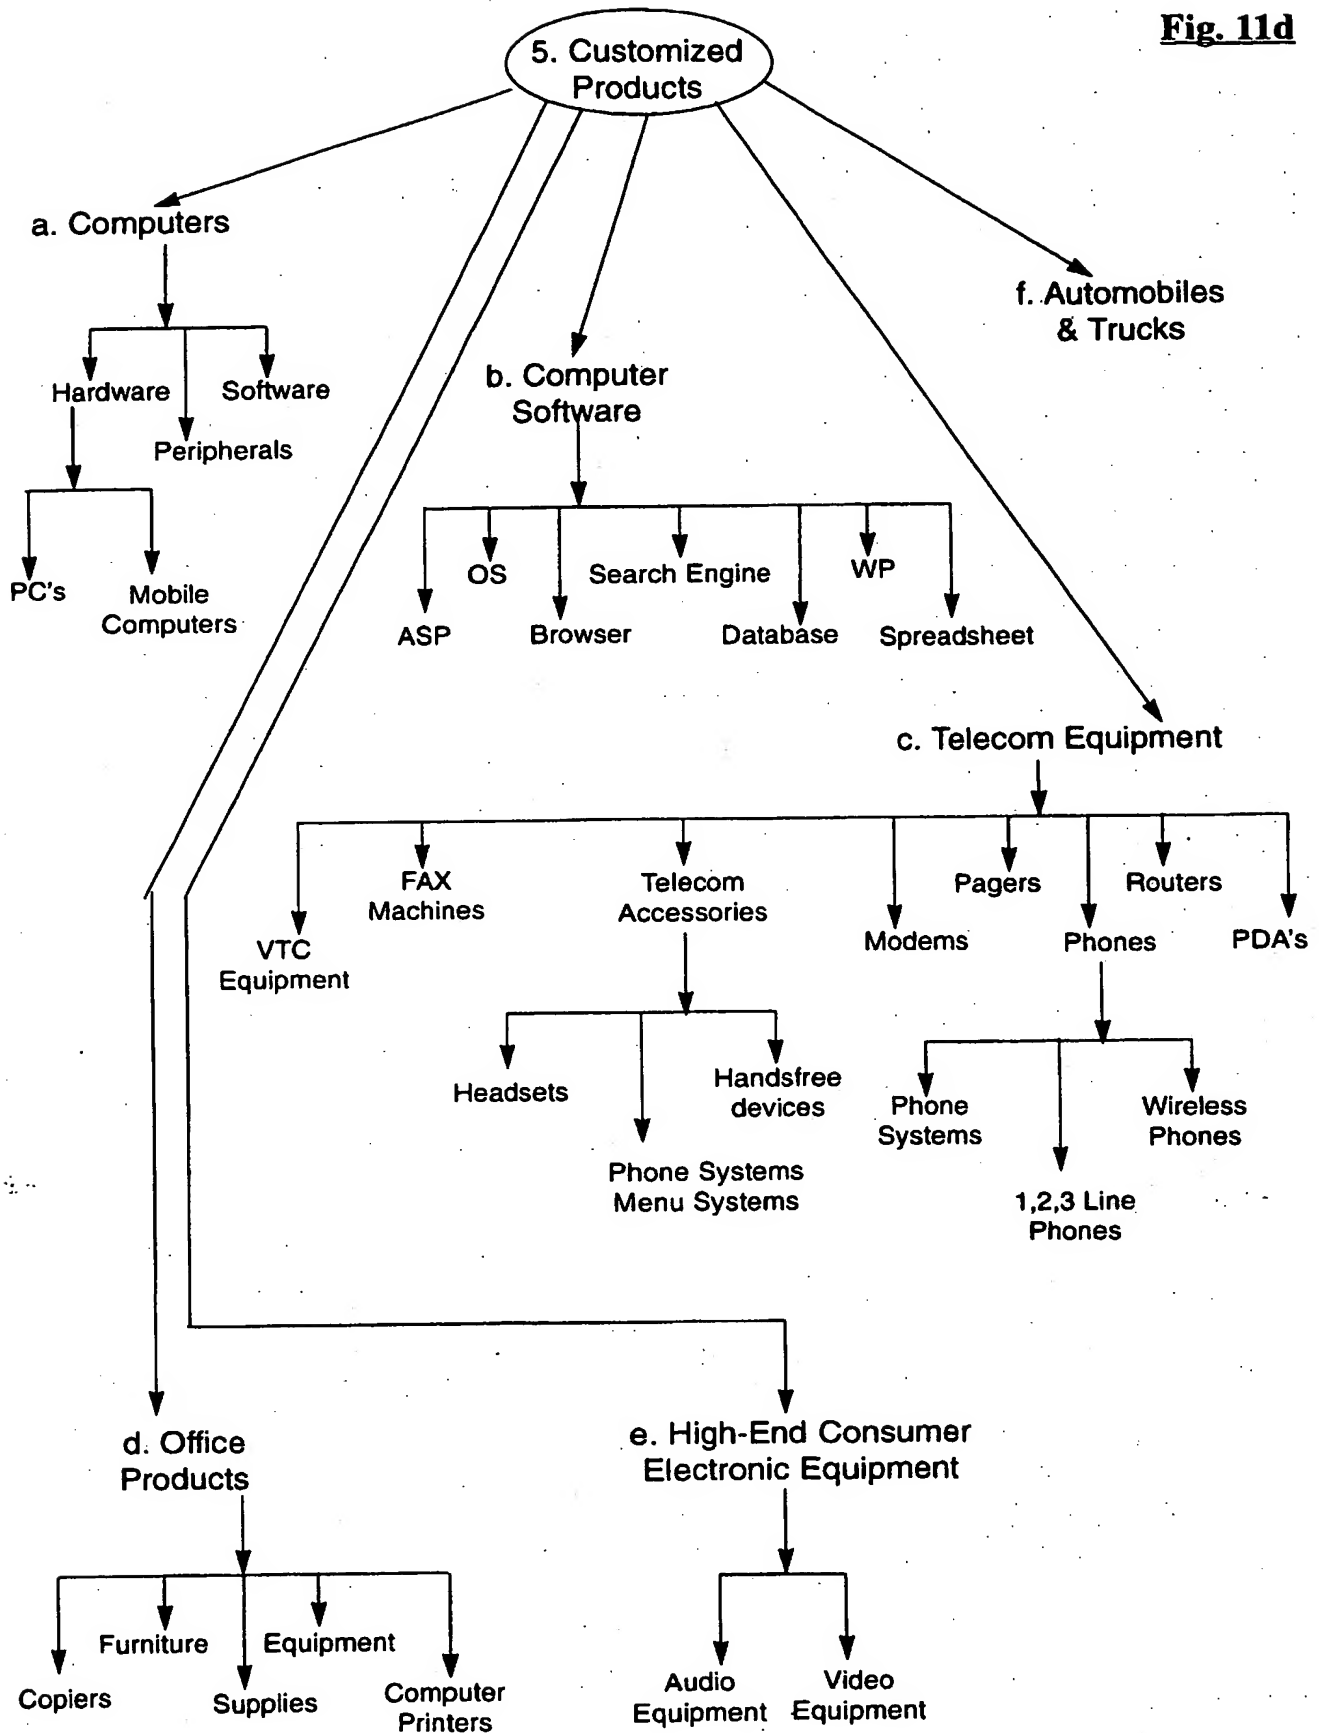 Fig. 11d
5. Customized
Products
a. Computers
f. Automobiles
& Trucks
Hardware
Software
Peripherals
b. Computer
Software
PC's
Mobile
Computers
OS
Search Engine
WP
ASP
Browser
Database
Spreadsheet
c. Telecom Equipment
FAX
Machines
Telecom
Accessories
Pagers
Routers
VTC
Equipment
Modems
Phones
PDA's
Headsets
Handsfree
devices
Phone
Systems
Wireless
Phones
Phone Systems
Menu Systems
1,2,3 Line
Phones
d. Office
Products
e. High-End Consumer
Electronic Equipment
Furniture
Equipment
Copiers
Supplies
Computer
Printers
Audio
Equipment
Video
Equipment